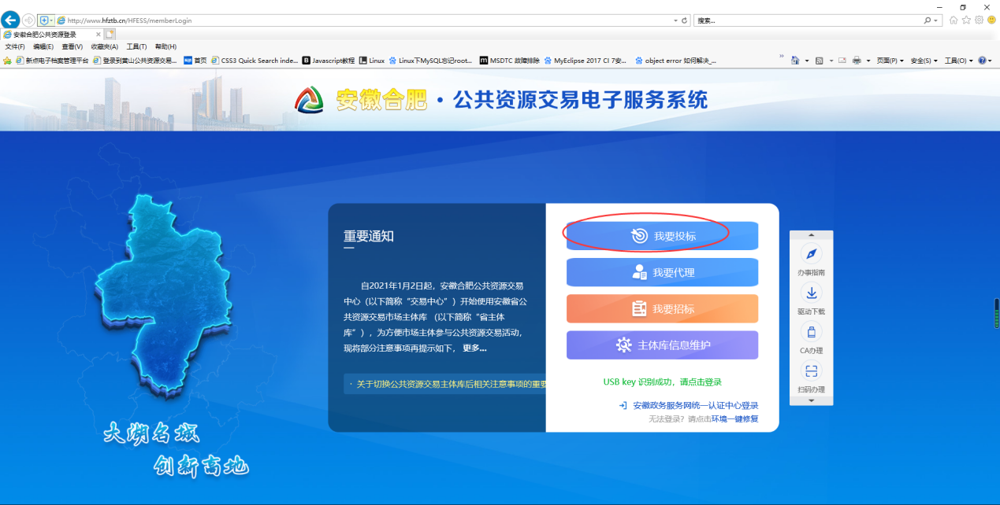 http://www.hfztb.cn/HFESS/memberLogin
搜索...
安徽合肥公共资源登录
文件(F) 编辑(E) 查看(V) 收藏夹(A) 工具(T) 帮助(H)
新点电子档案管理平台 登录到黄山公共资源交易... 首页 CSS3 Quick Search inde... Javascript教程 Linux Linux下MySQL忘记root... MSDTC 故障排除 MyEclipse 2017 CI 7安... object error 如何解决_... » 页面(P) 安全(S) 工具(O)
安徽合肥·公共资源交易电子服务系统
重要通知
自2021年1月2日起，安徽合肥公共资源交易
中心（以下简称“交易中心”）开始使用安徽省公
共资源交易市场主体库 （以下简称“省主体
库”），为方便市场主体参与公共资源交易活动，
现将部分注意事项再提示如下， 更多...
· 关于切换公共资源交易主体库后相关注意事项的重要
我要投标
我要代理
我要招标
主体库信息维护
USB key 识别成功，请点击登录
安徽政务服务网统一认证中心登录
无法登录？请点击环境一键修复
办事指南
驱动下载
CA办理
扫码办理
大湖名城
创新高地